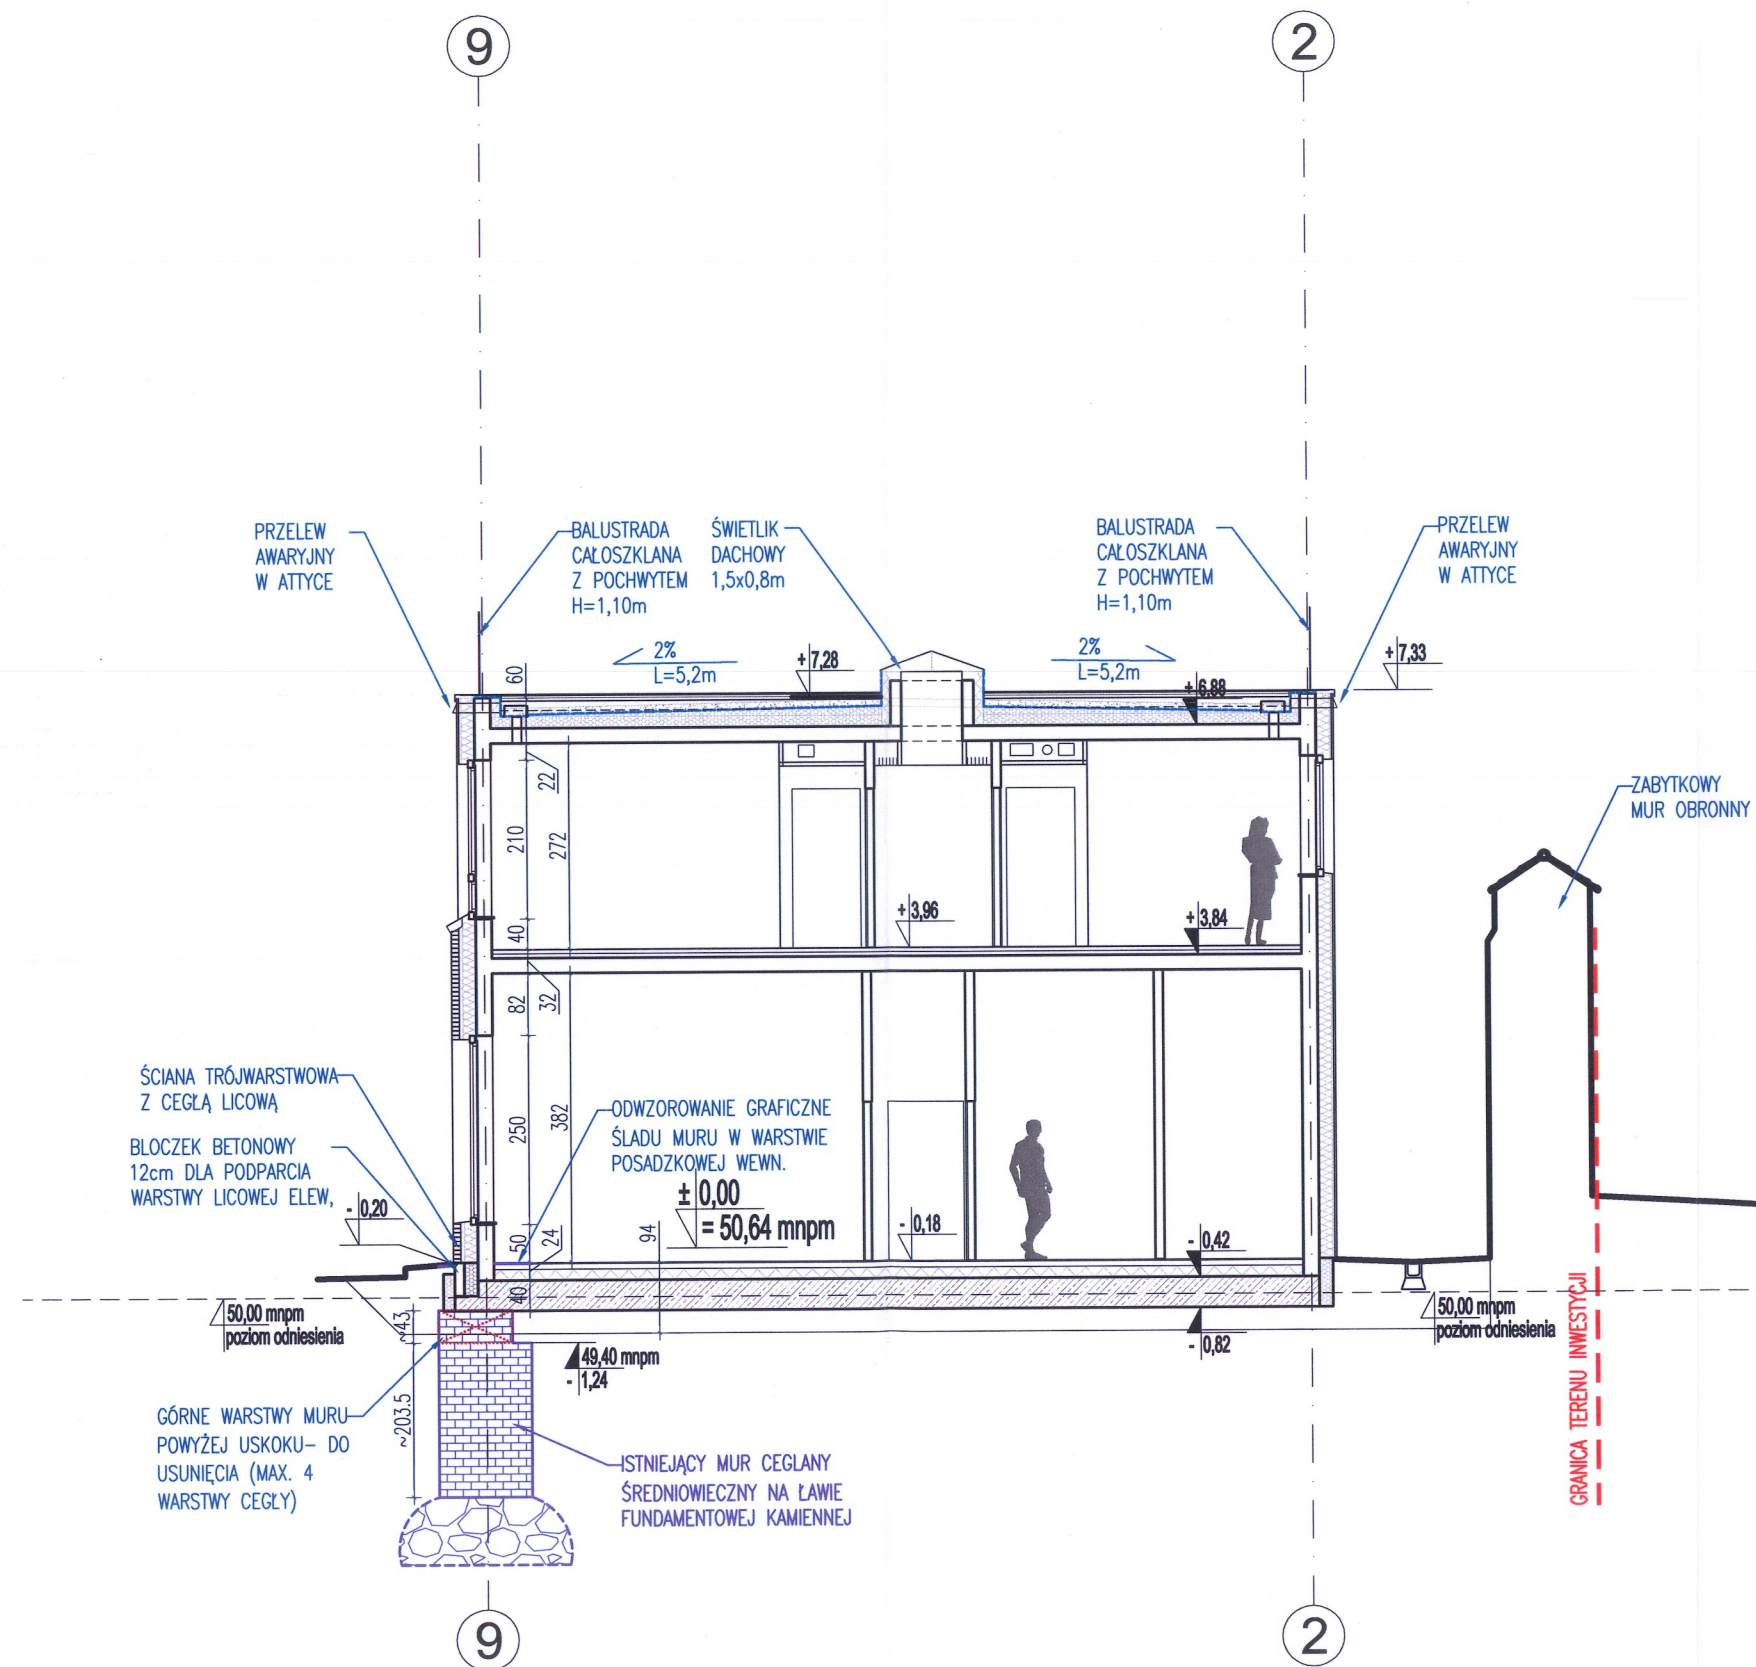 9
2
PRZELEW
AWARYJNY
W ATTYCE
BALUSTRADA
CAŁOSZKLANA
Z POCHWYTEM
H=1,10m
ŚWIETLIK
DACHOWY
1,5x0,8m
BALUSTRADA
CAŁOSZKLANA
Z POCHWYTEM
H=1,10m
PRZELEW
AWARYJNY
W ATTYCE
2%
L=5,2m
+7,28
2%
L=5,2m
+7,33
+6,88
60
22
210
272
ZABYTKOWY
MUR OBRONNY
+3,96
+3,84
40
82
32
250
382
ŚCIANA TRÓJWARSTWOWA
Z CEGŁĄ LICOWĄ
BLOCZEK BETONOWY
12cm DLA PODPARCIA
WARSTWY LICOWEJ ELEW,
ODWZOROWANIE GRAFICZNE
ŚLADU MURU W WARSTWIE
POSADZKOWEJ WEWN.
± 0,00
= 50,64 mnpm
- 0,20
- 0,18
- 0,42
94
50
24
40
50,00 mnpm
poziom odniesienia
50,00 mnpm
poziom odniesienia
~43
49,40 mnpm
- 1,24
- 0,82
~203.5
GÓRNE WARSTWY MURU
POWYŻEJ USKOKU- DO
USUNIĘCIA (MAX. 4
WARSTWY CEGŁY)
ISTNIEJĄCY MUR CEGLANY
ŚREDNIOWIECZNY NA ŁAWIE
FUNDAMENTOWEJ KAMIENNEJ
GRANICA TERENU INWESTYCJI
9
2